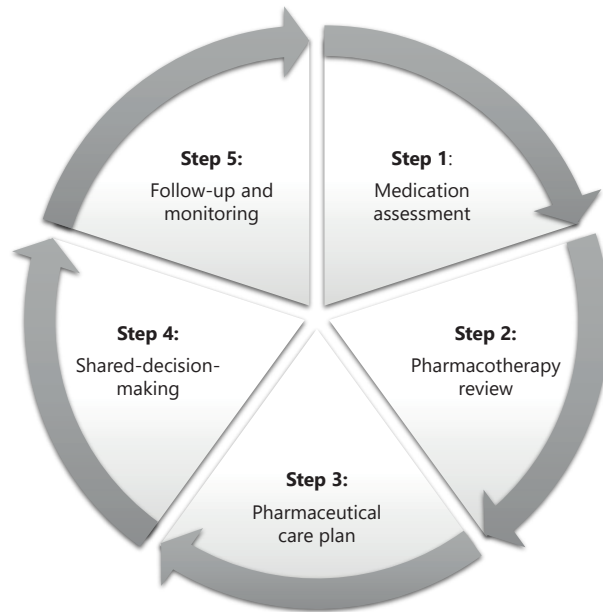 Step 1:
Medication
assessment
Step 2:
Pharmacotherapy
review
Step 3:
Pharmaceutical
care plan
Step 4:
Shared-decision-
making
Step 5:
Follow-up and
monitoring